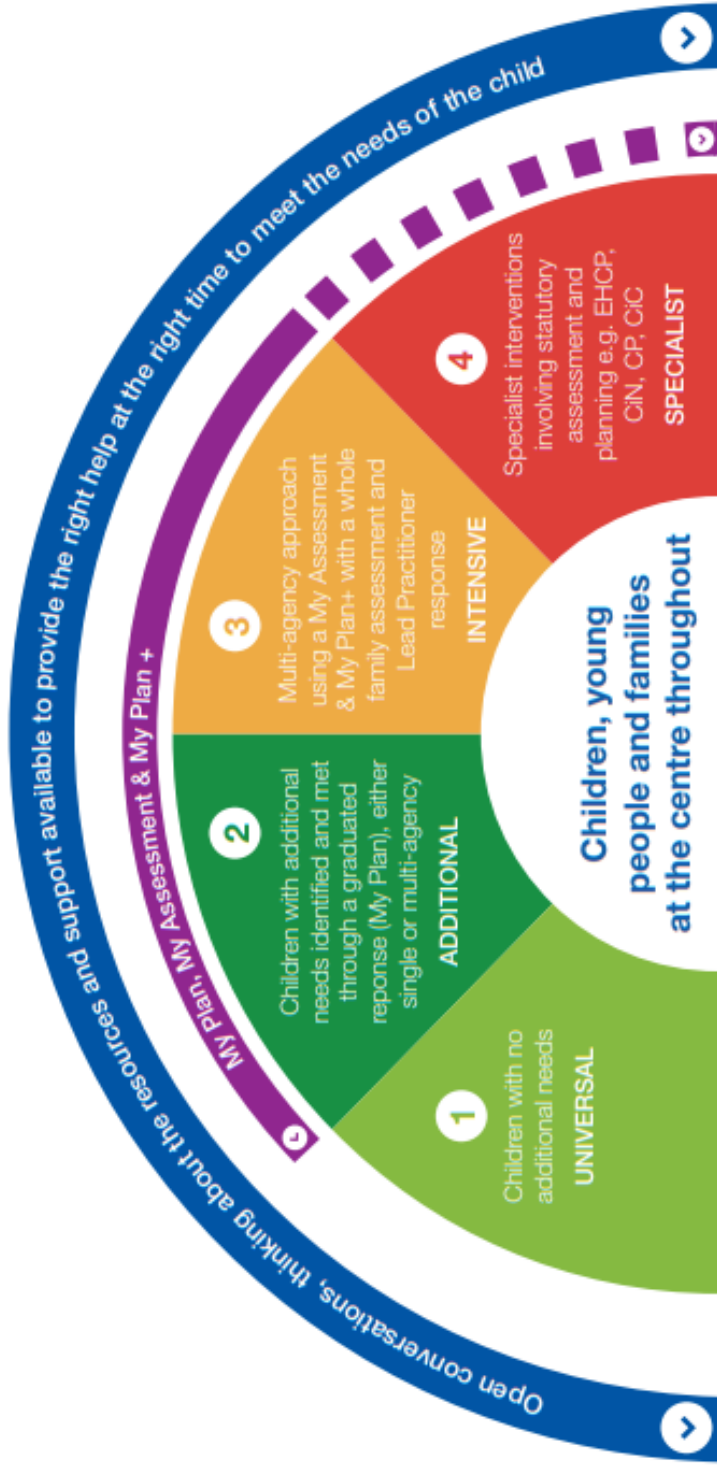 Open conversations, thinking about the resources and support available to provide the right help at the right time to meet the needs of the child
My Plan, My Assessment & My Plan +
1
Children with no
additional needs
UNIVERSAL
2
Children with additional
needs identified and met
through a graduated
reponse (My Plan), either
single or multi-agency
ADDITIONAL
3
Multi-agency approach
using a My Assessment
& My Plan+ with a whole
family assessment and
Lead Practitioner
response
INTENSIVE
4
Specialist interventions
involving statutory
assessment and
planning e.g. EHCP,
CiN, CP, CiC
SPECIALIST
Children, young
people and families
at the centre throughout